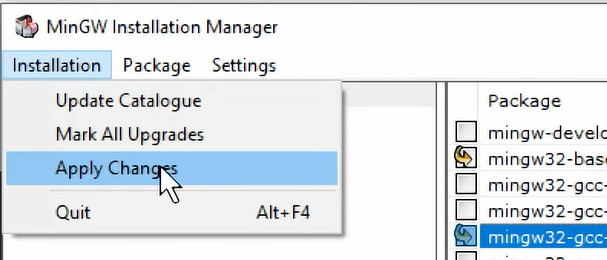 MinGW Installation Manager
Installation Package Settings
Update Catalogue
Mark All Upgrades
Apply Changes
Quit Alt+F4
Package
mingw-develo
mingw32-base
mingw32-gcc-
mingw32-gcc-
mingw32-gcc-